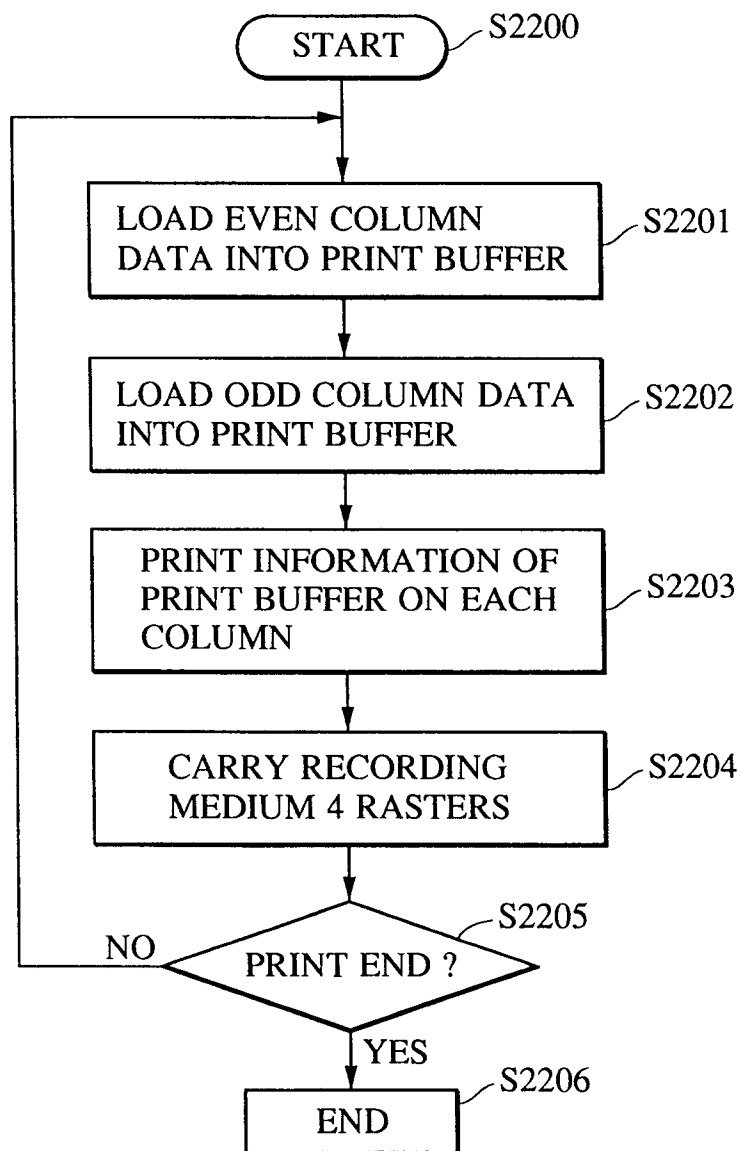 START
S2200
LOAD EVEN COLUMN
DATA INTO PRINT BUFFER
S2201
LOAD ODD COLUMN DATA
INTO PRINT BUFFER
S2202
PRINT INFORMATION OF
PRINT BUFFER ON EACH
COLUMN
S2203
CARRY RECORDING
MEDIUM 4 RASTERS
S2204
PRINT END ?
S2205
NO
YES
END
S2206